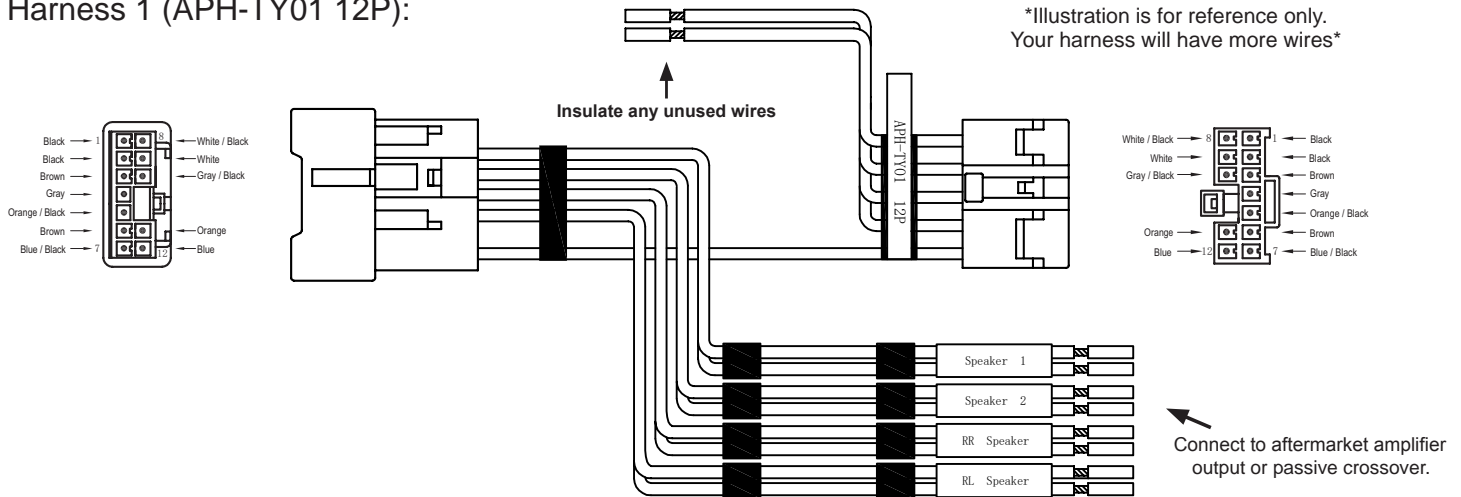 Harness 1 (APH-TY01 12P):
*Illustration is for reference only.
Your harness will have more wires*
Insulate any unused wires
APH-TY01 12P
Black
1
8
White / Black
Black
White
Brown
Gray / Black
Gray
Orange / Black
Brown
Orange
Blue / Black
7
12
Blue
White / Black
8
1
Black
White
Black
Gray / Black
Brown
Gray
Orange / Black
Orange
Brown
Blue
12
7
Blue / Black
Speaker 1
Speaker 2
RR Speaker
RL Speaker
Connect to aftermarket amplifier
output or passive crossover.